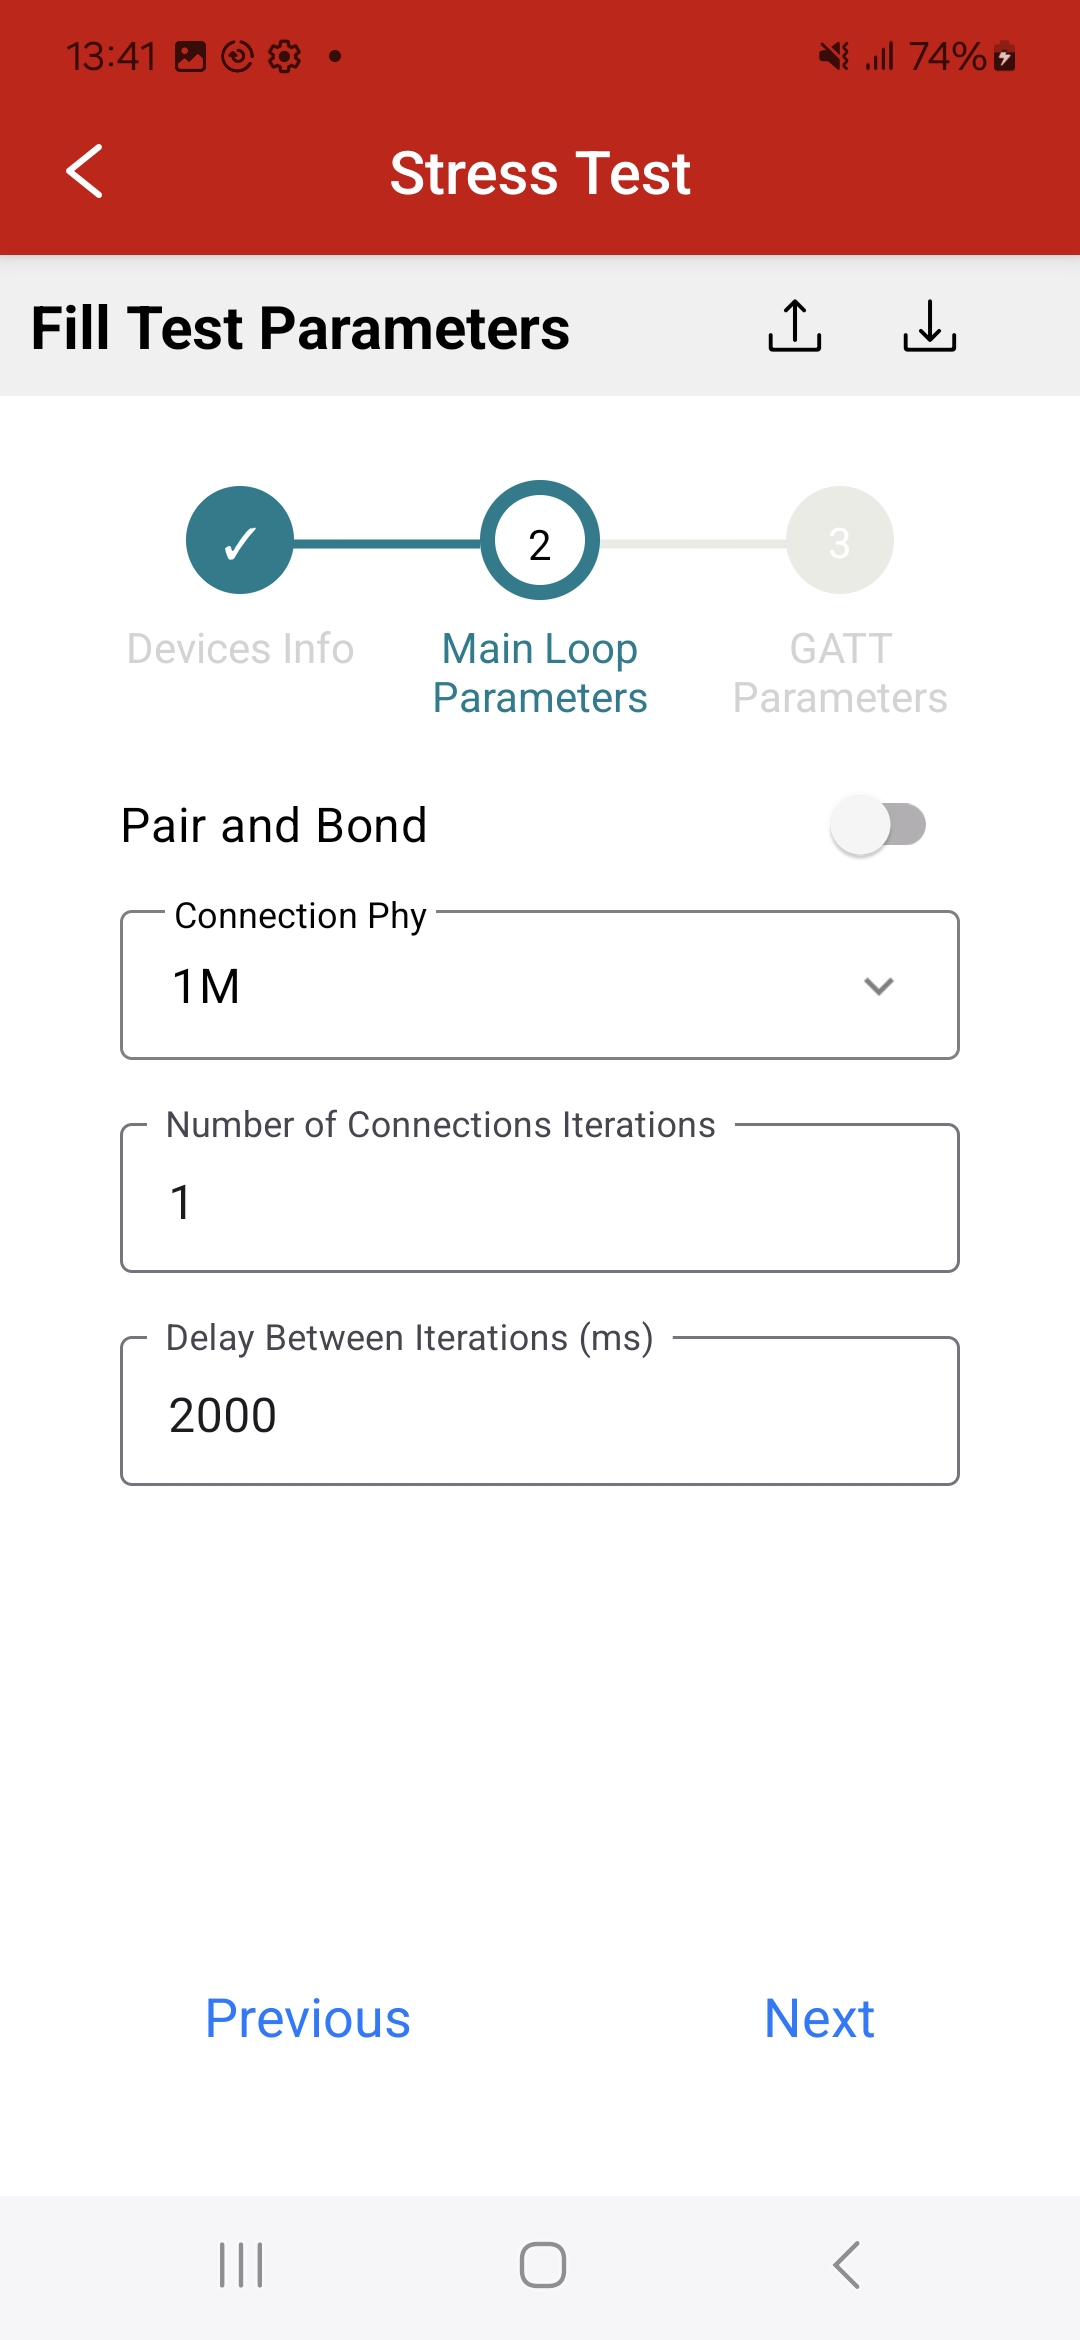 13:41
74%
Stress Test
Fill Test Parameters
✓
2
3
Devices Info
Main Loop
Parameters
GATT
Parameters
Pair and Bond
Connection Phy
1M
Number of Connections Iterations
1
Delay Between Iterations (ms)
2000
Previous
Next